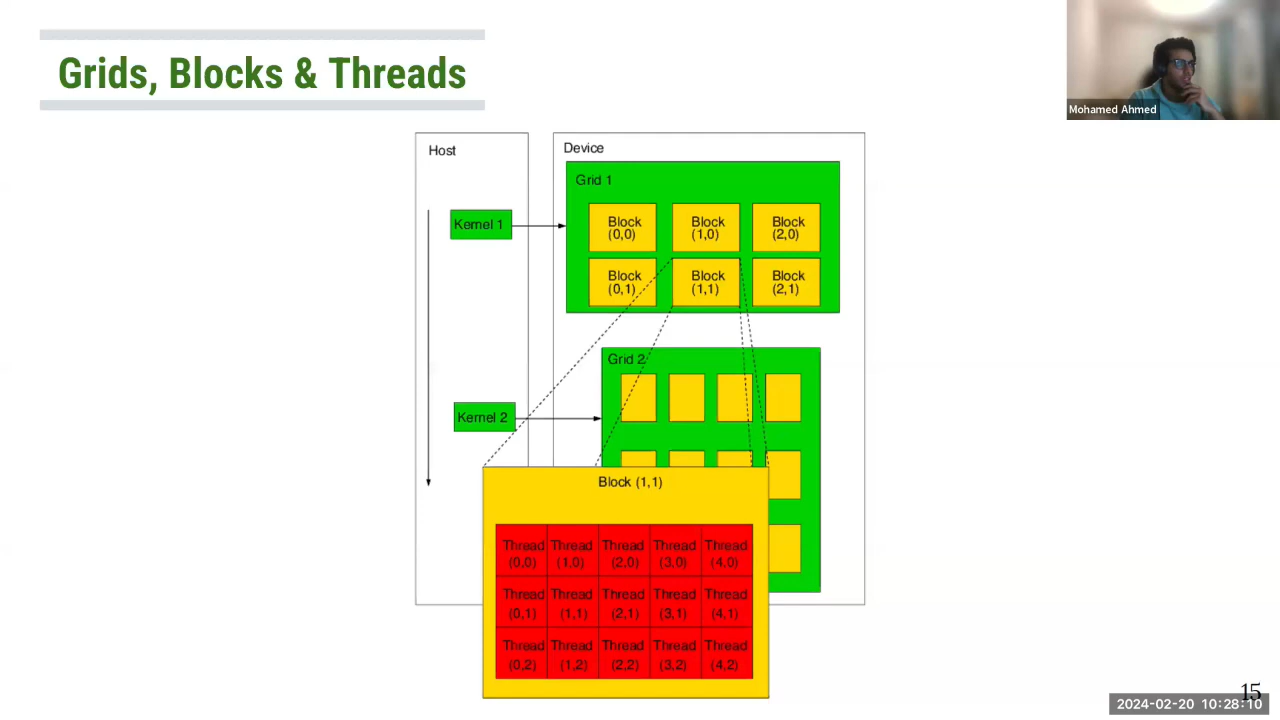 Grids, Blocks & Threads
Mohamed Ahmed
Host
Device
Grid 1
Kernel 1
Block
(0,0)
Block
(1,0)
Block
(2,0)
Block
(0,1)
Block
(1,1)
Block
(2,1)
Grid 2
Kernel 2
Block (1,1)
Thread
(0,0)
Thread
(1,0)
Thread
(2,0)
Thread
(3,0)
Thread
(4,0)
Thread
(0,1)
Thread
(1,1)
Thread
(2,1)
Thread
(3,1)
Thread
(4,1)
Thread
(0,2)
Thread
(1,2)
Thread
(2,2)
Thread
(3,2)
Thread
(4,2)
15
2024-02-20 10:28:10